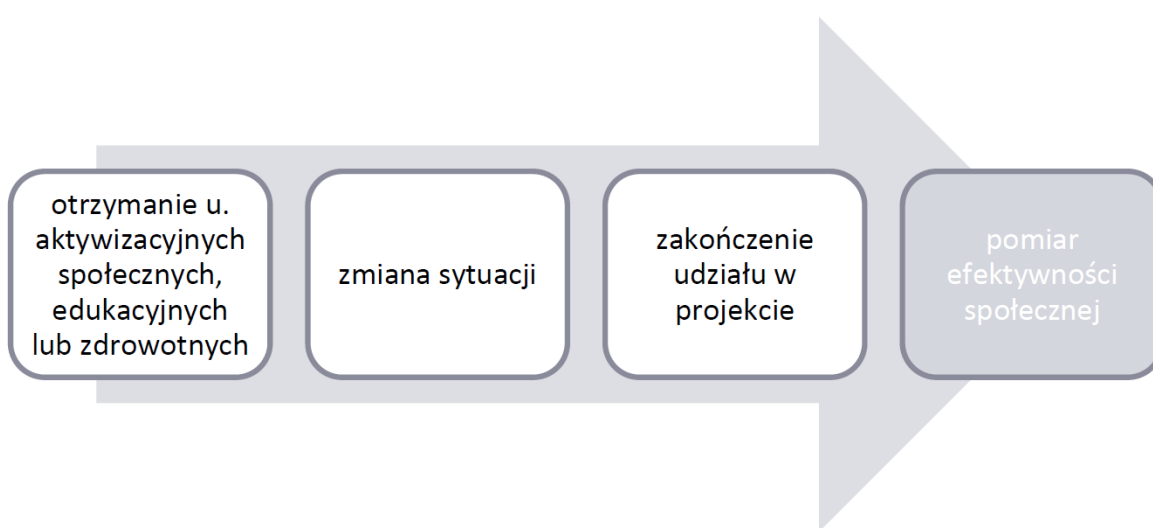 otrzymanie u.
aktywizacyjnych
społecznych,
edukacyjnych
lub zdrowotnych
zmiana sytuacji
zakończenie
udziału w
projekcie
pomiar
efektywności
społecznej